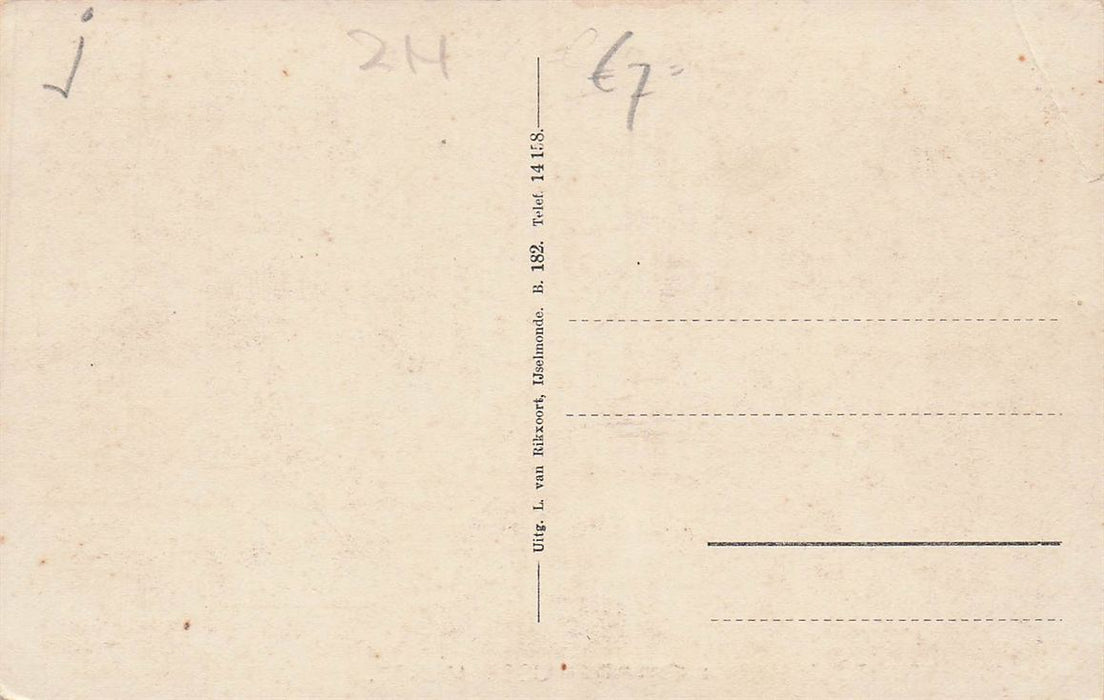 j
2H
€7=
Uitg. L. van Rikxoort, IJselmonde. B. 182. Telef. 14158.